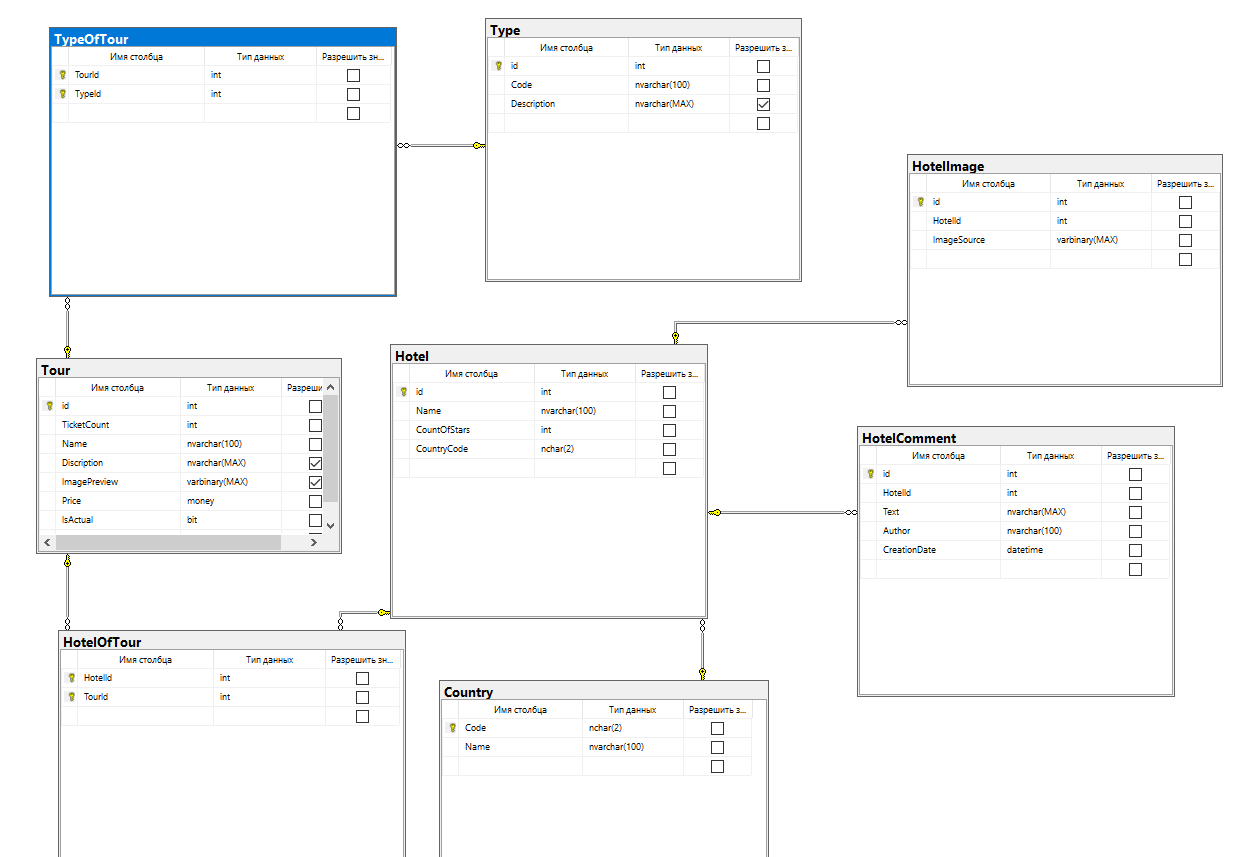 TypeOfTour
Имя столбца Тип данных Разрешить зн...
TourId int
TypeId int
Type
Имя столбца Тип данных Разрешить з...
id int
Code nvarchar(100)
Description nvarchar(MAX)
HotelImage
Имя столбца Тип данных Разрешить з...
id int
HotelId int
ImageSource varbinary(MAX)
Tour
Имя столбца Тип данных Разреши
id int
TicketCount int
Name nvarchar(100)
Discription nvarchar(MAX)
ImagePreview varbinary(MAX)
Price money
IsActual bit
Hotel
Имя столбца Тип данных Разрешить з...
id int
Name nvarchar(100)
CountOfStars int
CountryCode nchar(2)
HotelComment
Имя столбца Тип данных Разрешить з...
id int
HotelId int
Text nvarchar(MAX)
Author nvarchar(100)
CreationDate datetime
HotelOfTour
Имя столбца Тип данных Разрешить зн...
HotelId int
TourId int
Country
Имя столбца Тип данных Разрешить з...
Code nchar(2)
Name nvarchar(100)